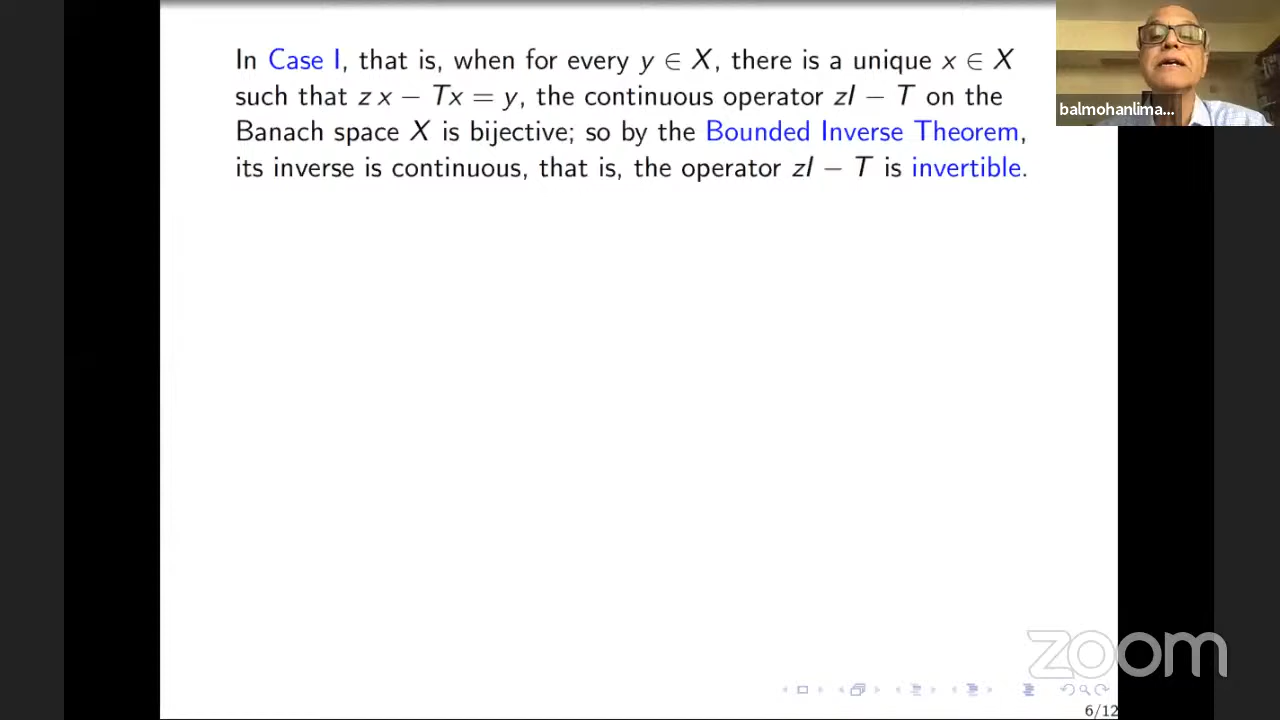 In Case I, that is, when for every y ∈ X, there is a unique x ∈ X
such that z x − Tx = y, the continuous operator zI − T on the
Banach space X is bijective; so by the Bounded Inverse Theorem,
its inverse is continuous, that is, the operator zI − T is invertible.
balmohanlima...
zoom
6/12